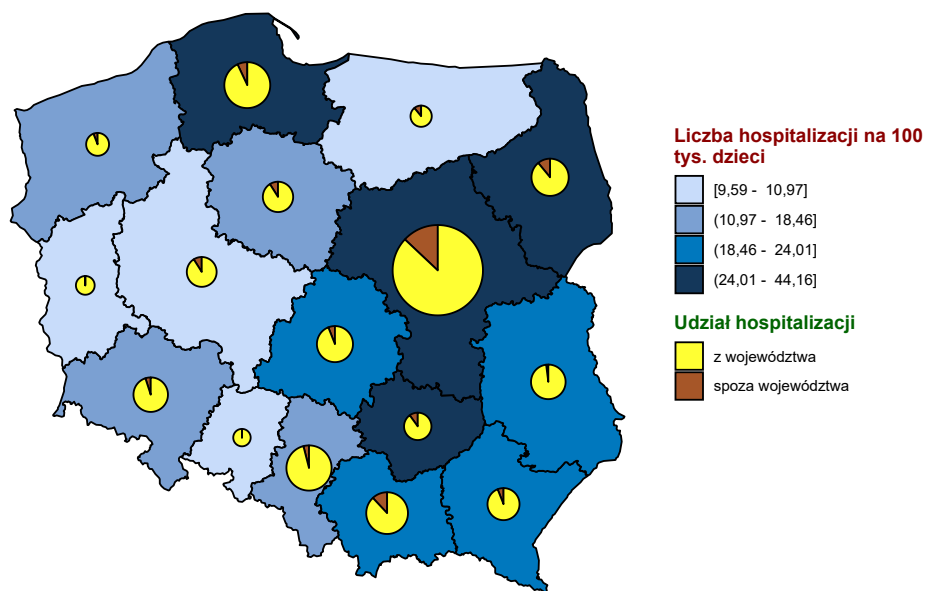 Liczba hospitalizacji na 100
tys. dzieci
[9,59 - 10,97]
(10,97 - 18,46]
(18,46 - 24,01]
(24,01 - 44,16]
Udział hospitalizacji
z województwa
spoza województwa